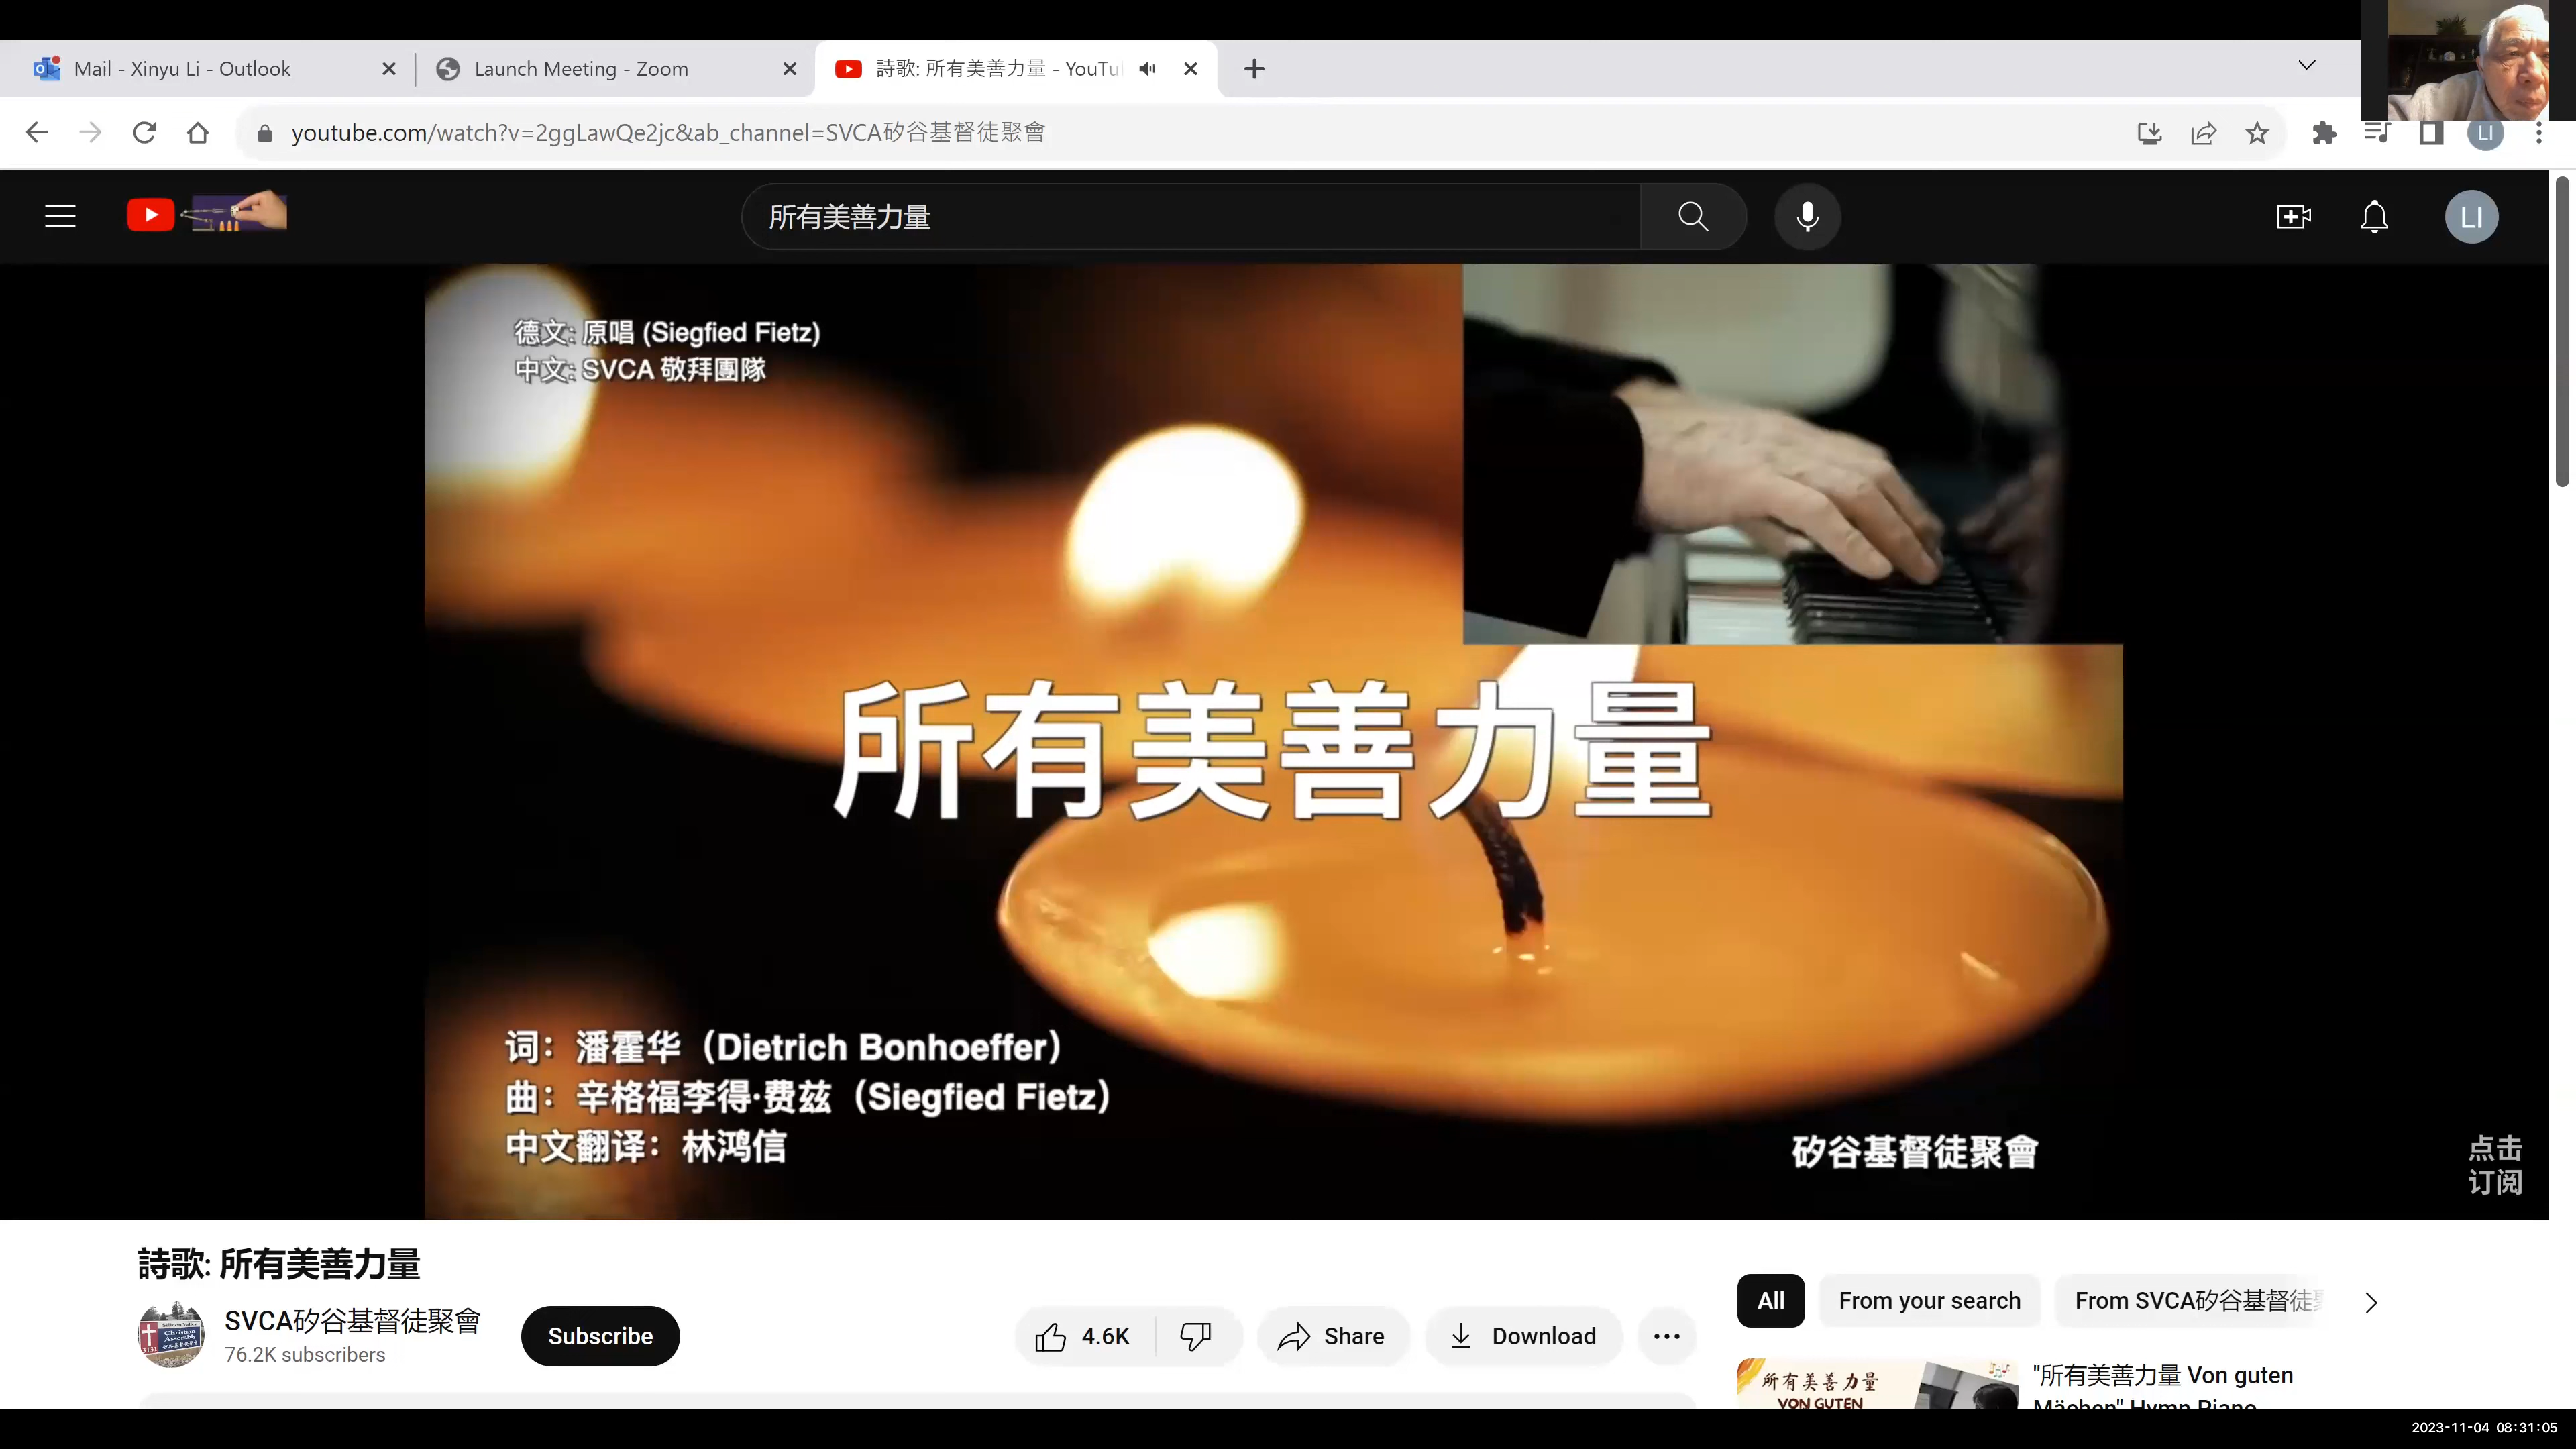 Mail - Xinyu Li - Outlook
Launch Meeting - Zoom
詩歌: 所有美善力量 - YouTu
youtube.com/watch?v=2ggLawQe2jc&ab_channel=SVCA矽谷基督徒聚會
LI
所有美善力量
LI
德文: 原唱 (Siegfied Fietz)
中文: SVCA 敬拜團隊
所有美善力量
词：潘霍华（Dietrich Bonhoeffer）
曲：辛格福李得·费兹（Siegfied Fietz）
中文翻译：林鸿信
矽谷基督徒聚會
点击
订阅
詩歌: 所有美善力量
SVCA矽谷基督徒聚會
76.2K subscribers
Subscribe
4.6K
Share
Download
All
From your search
From SVCA矽谷基督徒
所有美善力量
VON GUTEN
"所有美善力量 Von guten
Mächen" Hymn Piano
2023-11-04 08:31:05